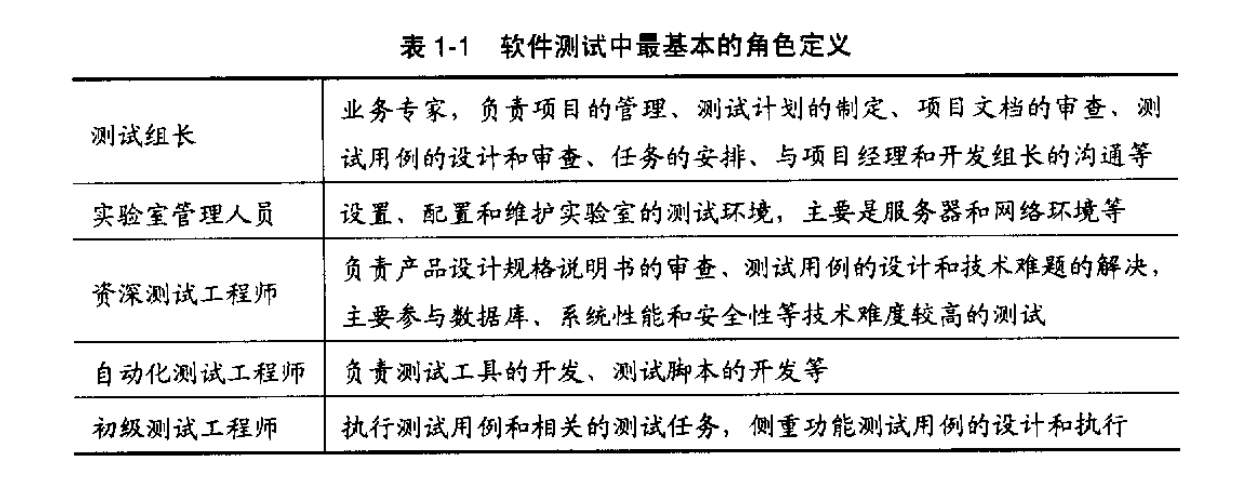 表 1-1 软件测试中最基本的角色定义
测试组长
业务专家，负责项目的管理、测试计划的制定、项目文档的审查、测
试用例的设计和审查、任务的安排、与项目经理和开发组长的沟通等
实验室管理人员
设置、配置和维护实验室的测试环境，主要是服务器和网络环境等
资深测试工程师
负责产品设计规格说明书的审查、测试用例的设计和技术难题的解决，
主要参与数据库、系统性能和安全性等技术难度较高的测试
自动化测试工程师
负责测试工具的开发、测试脚本的开发等
初级测试工程师
执行测试用例和相关的测试任务，侧重功能测试用例的设计和执行